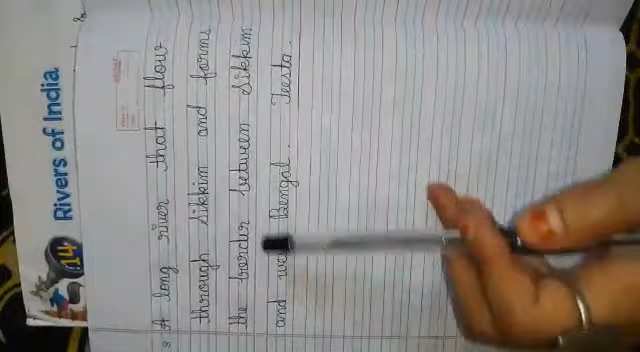 14 Rivers of India
A long river that flow
through Sikkim and forms
the border between Sikkim
and Bengal. Teesta.